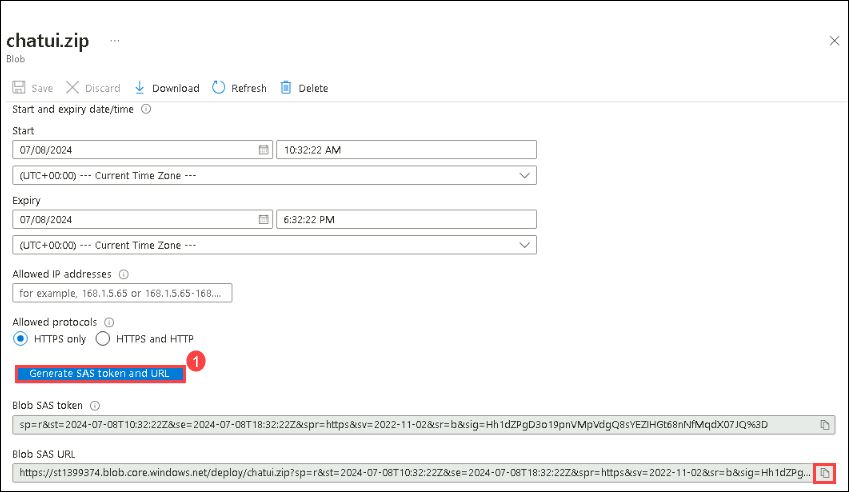 chatui.zip ...
Blob
Save Discard Download Refresh Delete
Start and expiry date/time
Start
07/08/2024 10:32:22 AM
(UTC+00:00) --- Current Time Zone ---
Expiry
07/08/2024 6:32:22 PM
(UTC+00:00) --- Current Time Zone ---
Allowed IP addresses
for example, 168.1.5.65 or 168.1.5.65-168....
Allowed protocols
HTTPS only HTTPS and HTTP
1
Generate SAS token and URL
Blob SAS token
sp=r&st=2024-07-08T10:32:22Z&se=2024-07-08T18:32:22Z&spr=https&sv=2022-11-02&sr=b&sig=Hh1dZPgD3o19pnVMpVdgQ8sYEZIHGt68nNfMqdX07JQ%3D
Blob SAS URL
https://st1399374.blob.core.windows.net/deploy/chatui.zip?sp=r&st=2024-07-08T10:32:22Z&se=2024-07-08T18:32:22Z&spr=https&sv=2022-11-02&sr=b&sig=Hh1dZPg...